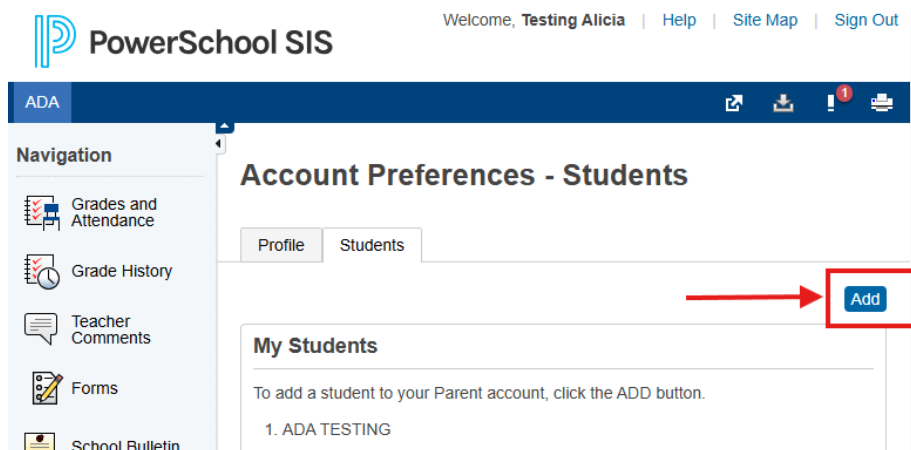 PowerSchool SIS
Welcome, Testing Alicia | Help | Site Map | Sign Out
ADA
1
Navigation
Grades and
Attendance
Grade History
Teacher
Comments
Forms
School Bulletin
Account Preferences - Students
Profile
Students
Add
My Students
To add a student to your Parent account, click the ADD button.
1. ADA TESTING